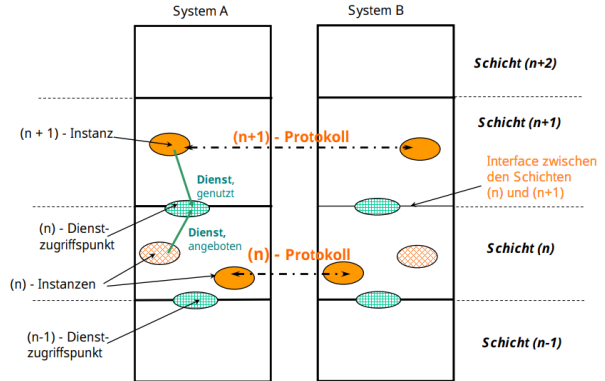 System A
System B
Schicht (n+2)
(n + 1) - Instanz
(n+1) - Protokoll
Schicht (n+1)
Dienst,
genutzt
Interface zwischen
den Schichten
(n) und (n+1)
(n) - Dienst-
zugriffspunkt
Dienst,
angeboten
(n) - Protokoll
Schicht (n)
(n) - Instanzen
(n-1) - Dienst-
zugriffspunkt
Schicht (n-1)